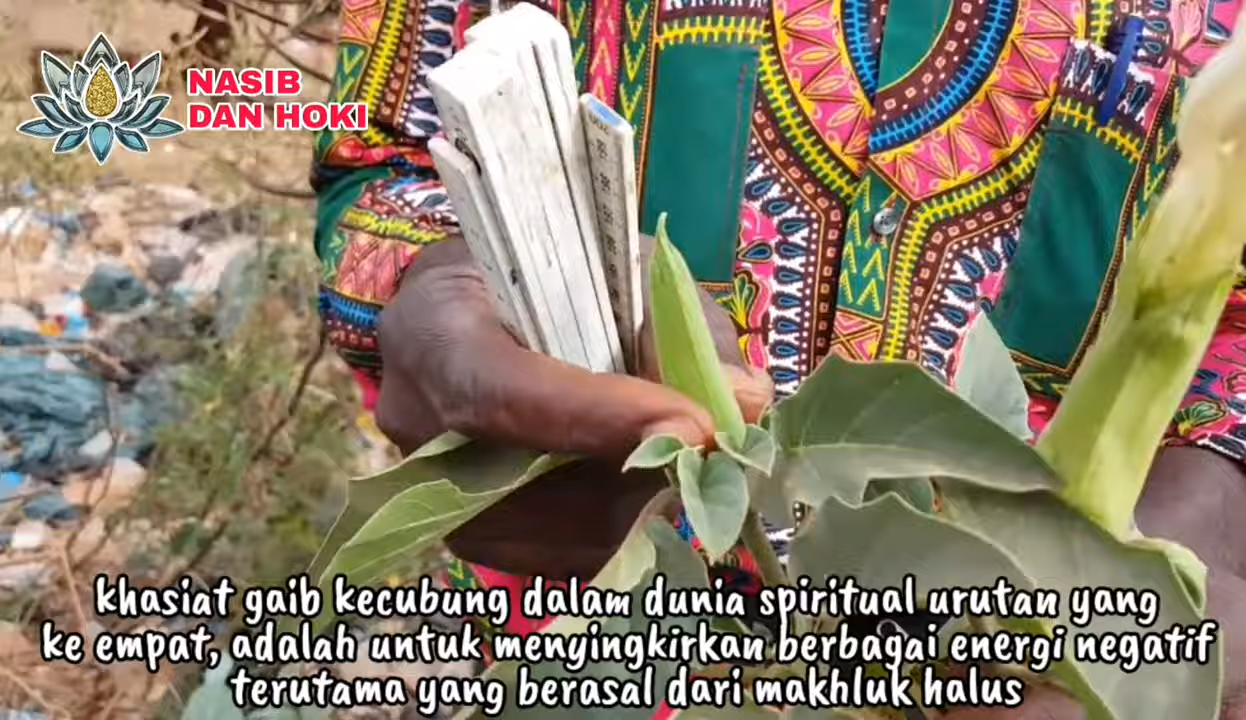 NASIB
DAN HOKI
khasiat gaib kecubung dalam dunia spiritual urutan yang
ke empat, adalah untuk menyingkirkan berbagai energi negatif
terutama yang berasal dari makhluk halus